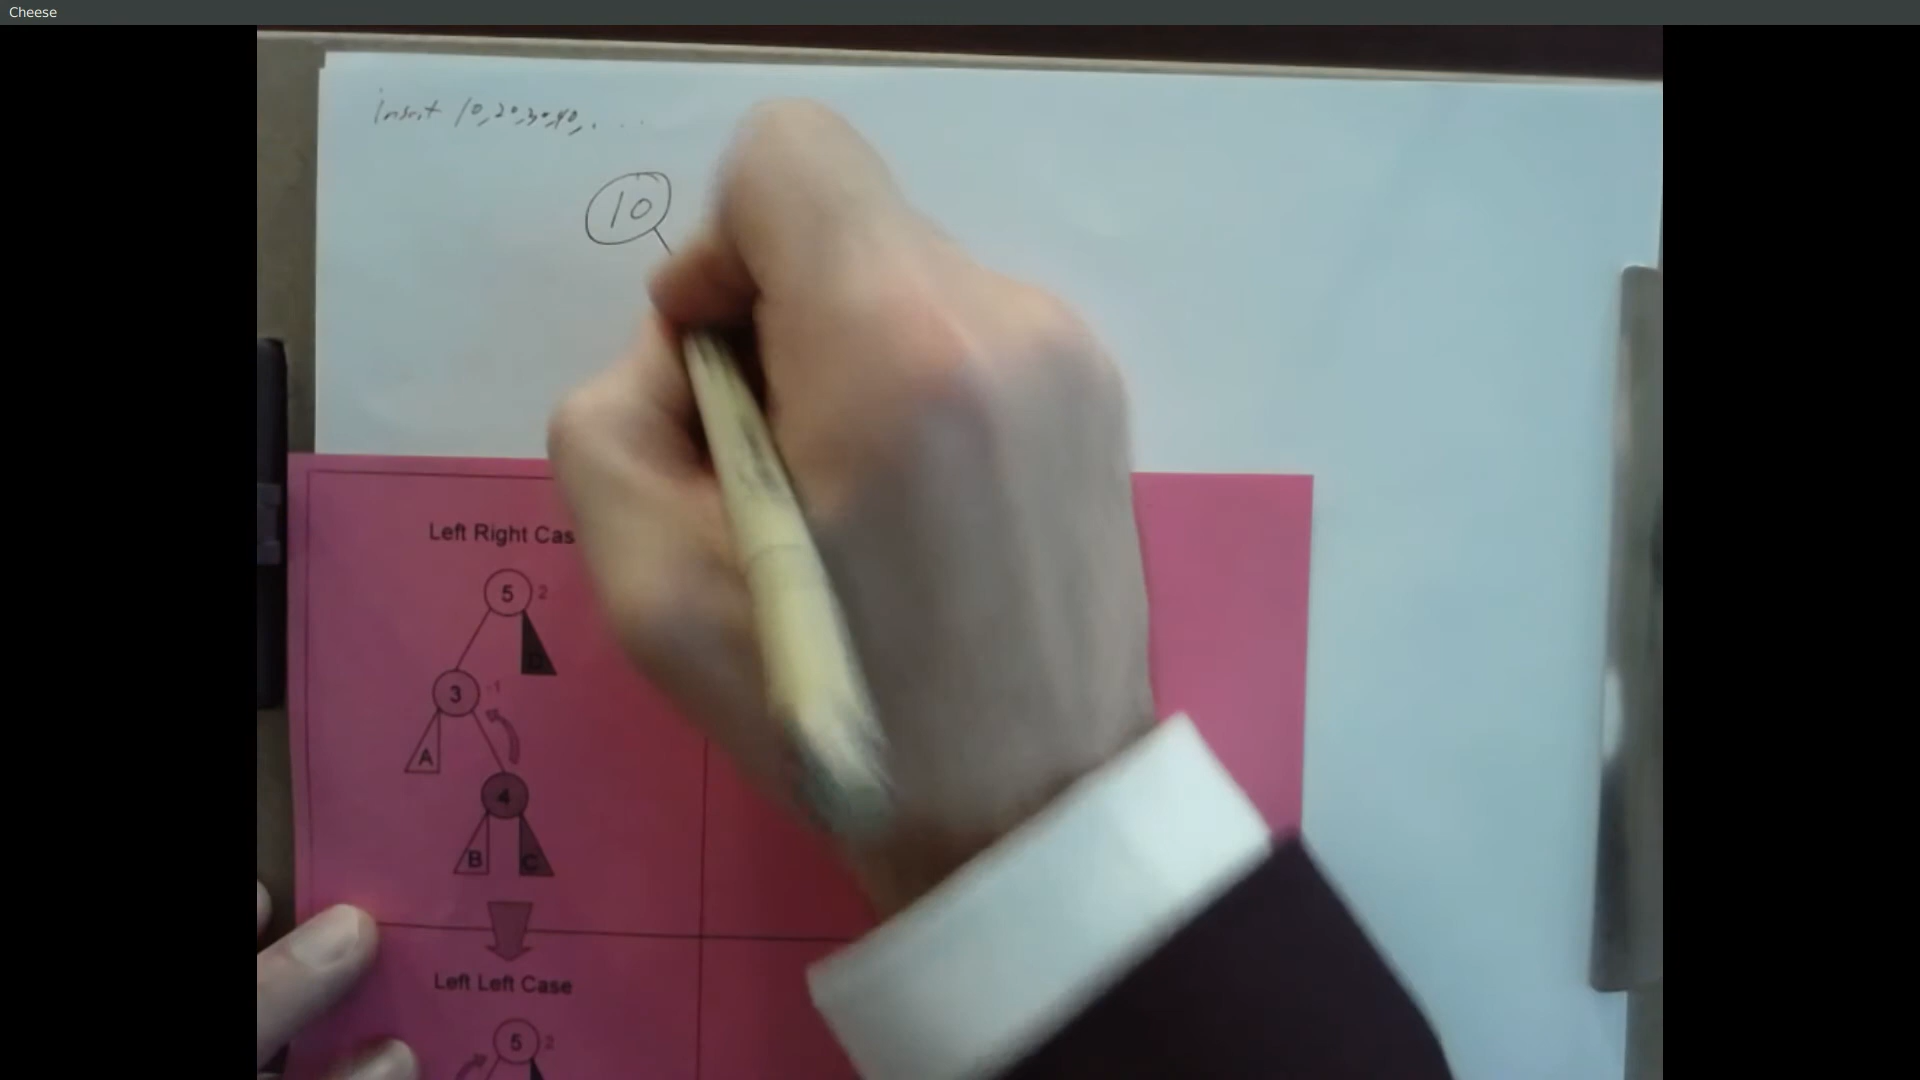 Cheese
insert 10,20,30,40,. . .
10
Left Right Cas
5 2
D
3 -1
A
4
B C
Left Left Case
5 2